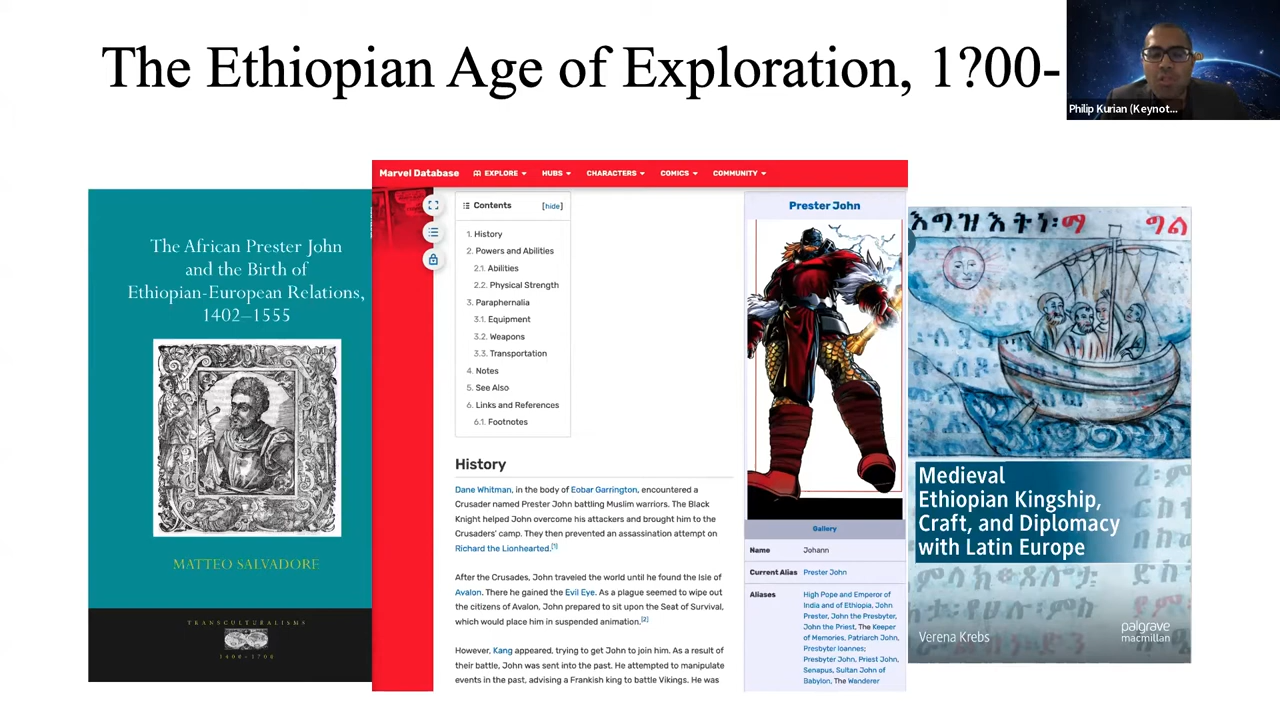 The Ethiopian Age of Exploration, 1?00-
Philip Kurian (Keynot...
The African Prester John
and the Birth of
Ethiopian-European Relations,
1402–1555
MATTEO SALVADORE
TRANSCULTURALISMS
1400–1700
Marvel Database
EXPLORE
HUBS
CHARACTERS
COMICS
COMMUNITY
Contents [hide]
1. History
2. Powers and Abilities
2.1. Abilities
2.2. Physical Strength
3. Paraphernalia
3.1. Equipment
3.2. Weapons
3.3. Transportation
4. Notes
5. See Also
6. Links and References
6.1. Footnotes
History
Dane Whitman, in the body of Eobar Garrington, encountered a
Crusader named Prester John battling Muslim warriors. The Black
Knight helped John overcome his attackers and brought him to the
Crusaders' camp. They then prevented an assassination attempt on
Richard the Lionhearted.[1]
After the Crusades, John traveled the world until he found the Isle of
Avalon. There he gained the Evil Eye. As a plague seemed to wipe out
the citizens of Avalon, John prepared to sit upon the Seat of Survival,
which would place him in suspended animation.[2]
However, Kang appeared, trying to get John to join him. As a result of
their battle, John was sent into the past. He attempted to manipulate
events in the past, advising a Frankish king to battle Vikings. He was
Prester John
Gallery
Name Johann
Current Alias Prester John
Aliases High Pope and Emperor of
India and of Ethiopia, John
Prester, John the Presbyter,
John the Priest, The Keeper
of Memories, Patriarch John,
Presbyter Ioannes;
Presbyter John, Priest John,
Senapus, Sultan John of
Babylon, The Wanderer
እግዝእትነ፡ማ ግል
Medieval
Ethiopian Kingship,
Craft, and Diplomacy
with Latin Europe
Verena Krebs
palgrave
macmillan